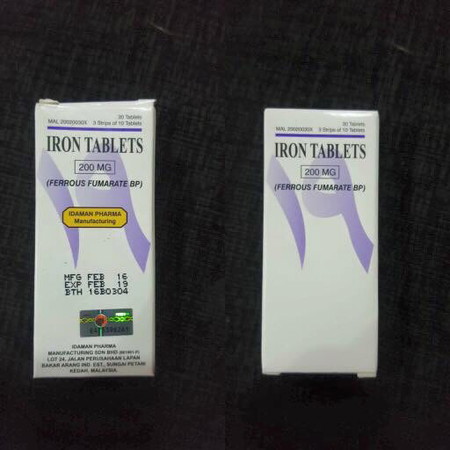 30 Tablets
MAL 20020030X 3 Strips of 10 Tablets
IRON TABLETS
200 MG
(FERROUS FUMARATE BP)
IDAMAN PHARMA
Manufacturing
MFG FEB 16
EXP FEB 19
BTH 16B0304
IDAMAN PHARMA
MANUFACTURING SDN BHD
LOT 24, JALAN PERUSAHAAN LAPAN
BAKAR ARANG IND. EST., SUNGAI PETANI
KEDAH, MALAYSIA.
30 Tablets
MAL 20020030X 3 Strips of 10 Tablets
IRON TABLETS
200 MG
(FERROUS FUMARATE BP)